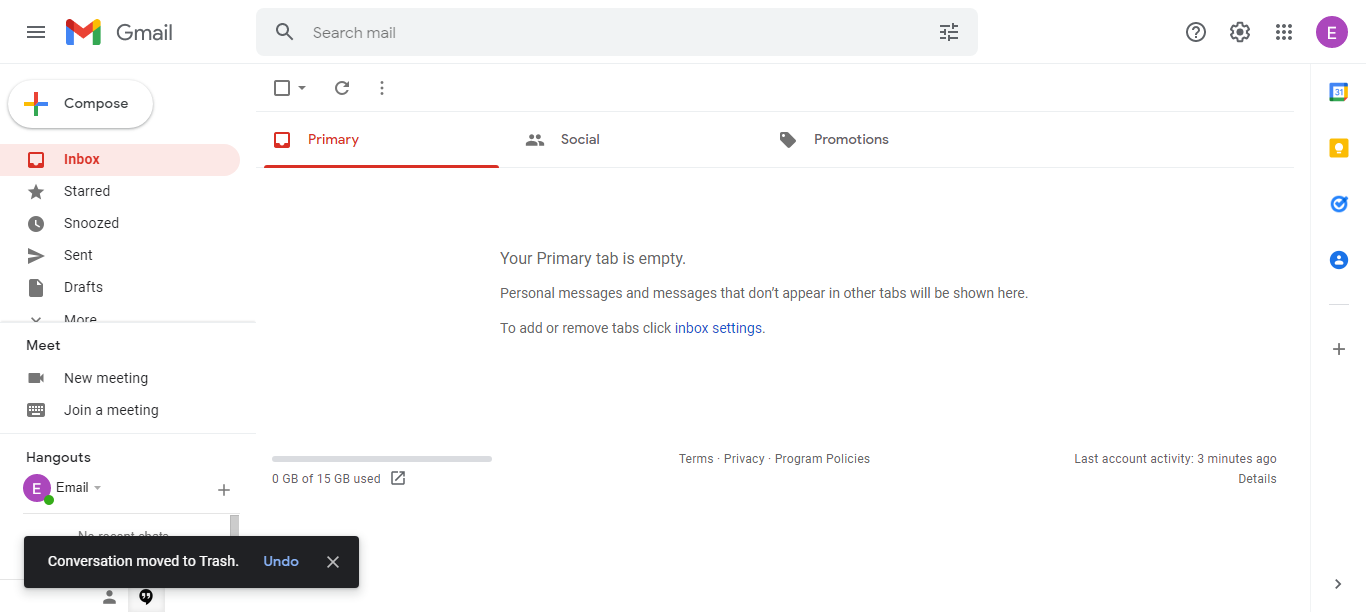 Gmail
Search mail
E
Compose
31
Primary
Social
Promotions
Inbox
Starred
Snoozed
Sent
Drafts
More
Your Primary tab is empty.
Personal messages and messages that don’t appear in other tabs will be shown here.
To add or remove tabs click inbox settings.
Meet
New meeting
Join a meeting
Hangouts
E
Email
No recent chats
0 GB of 15 GB used
Terms · Privacy · Program Policies
Last account activity: 3 minutes ago
Details
Conversation moved to Trash. Undo